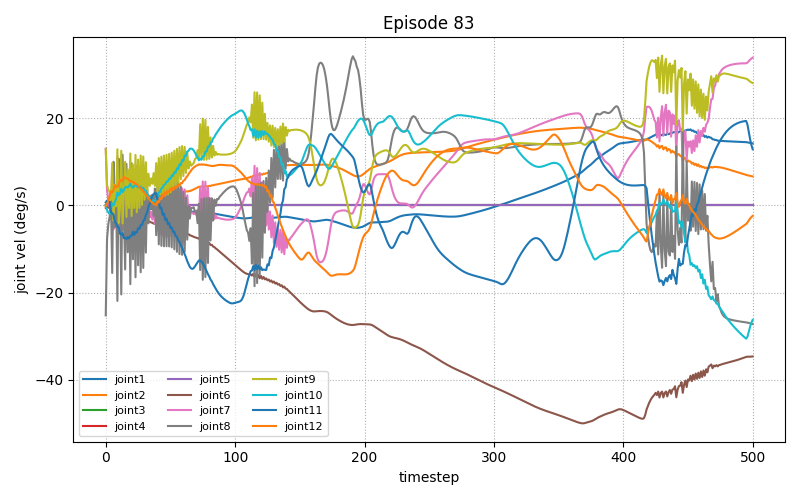 Episode 83
joint vel (deg/s)
20
0
−20
−40
joint1
joint2
joint3
joint4
joint5
joint6
joint7
joint8
joint9
joint10
joint11
joint12
0
100
200
300
400
500
timestep